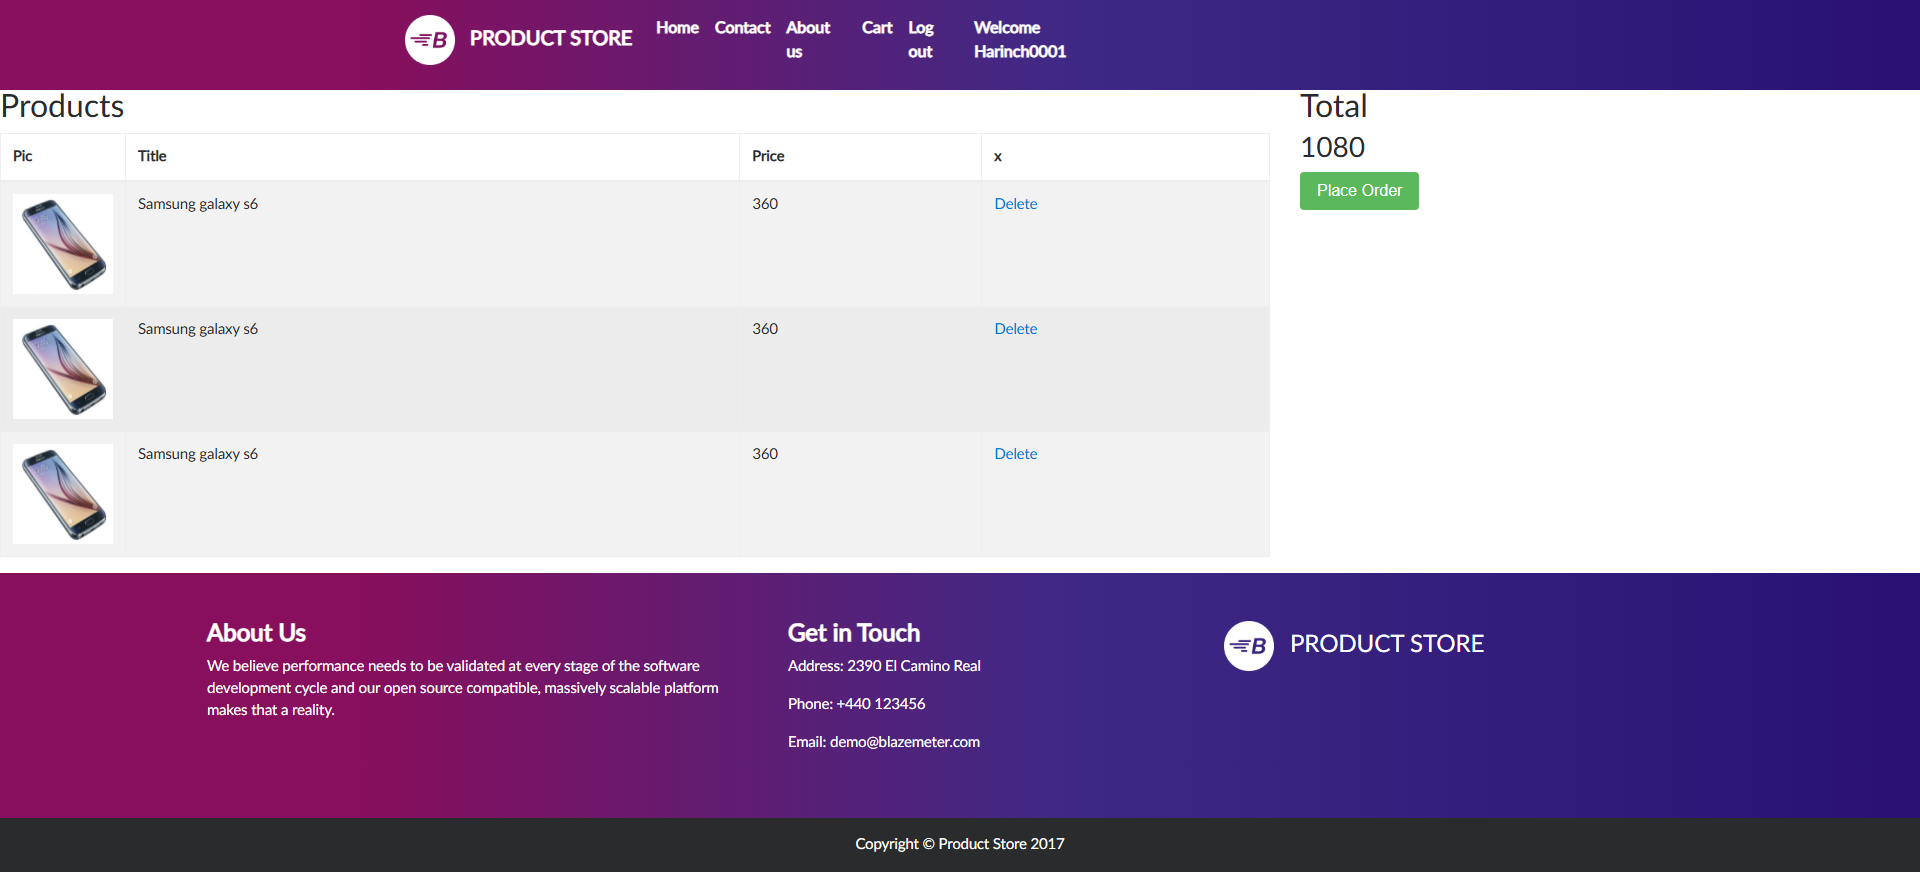 B PRODUCT STORE Home Contact About us Cart Log out Welcome Harinch0001
Products
Total
1080
Place Order
Pic Title Price x
Samsung galaxy s6 360 Delete
Samsung galaxy s6 360 Delete
Samsung galaxy s6 360 Delete
About Us
We believe performance needs to be validated at every stage of the software
development cycle and our open source compatible, massively scalable platform
makes that a reality.
Get in Touch
Address: 2390 El Camino Real
Phone: +440 123456
Email: demo@blazemeter.com
B PRODUCT STORE
Copyright © Product Store 2017